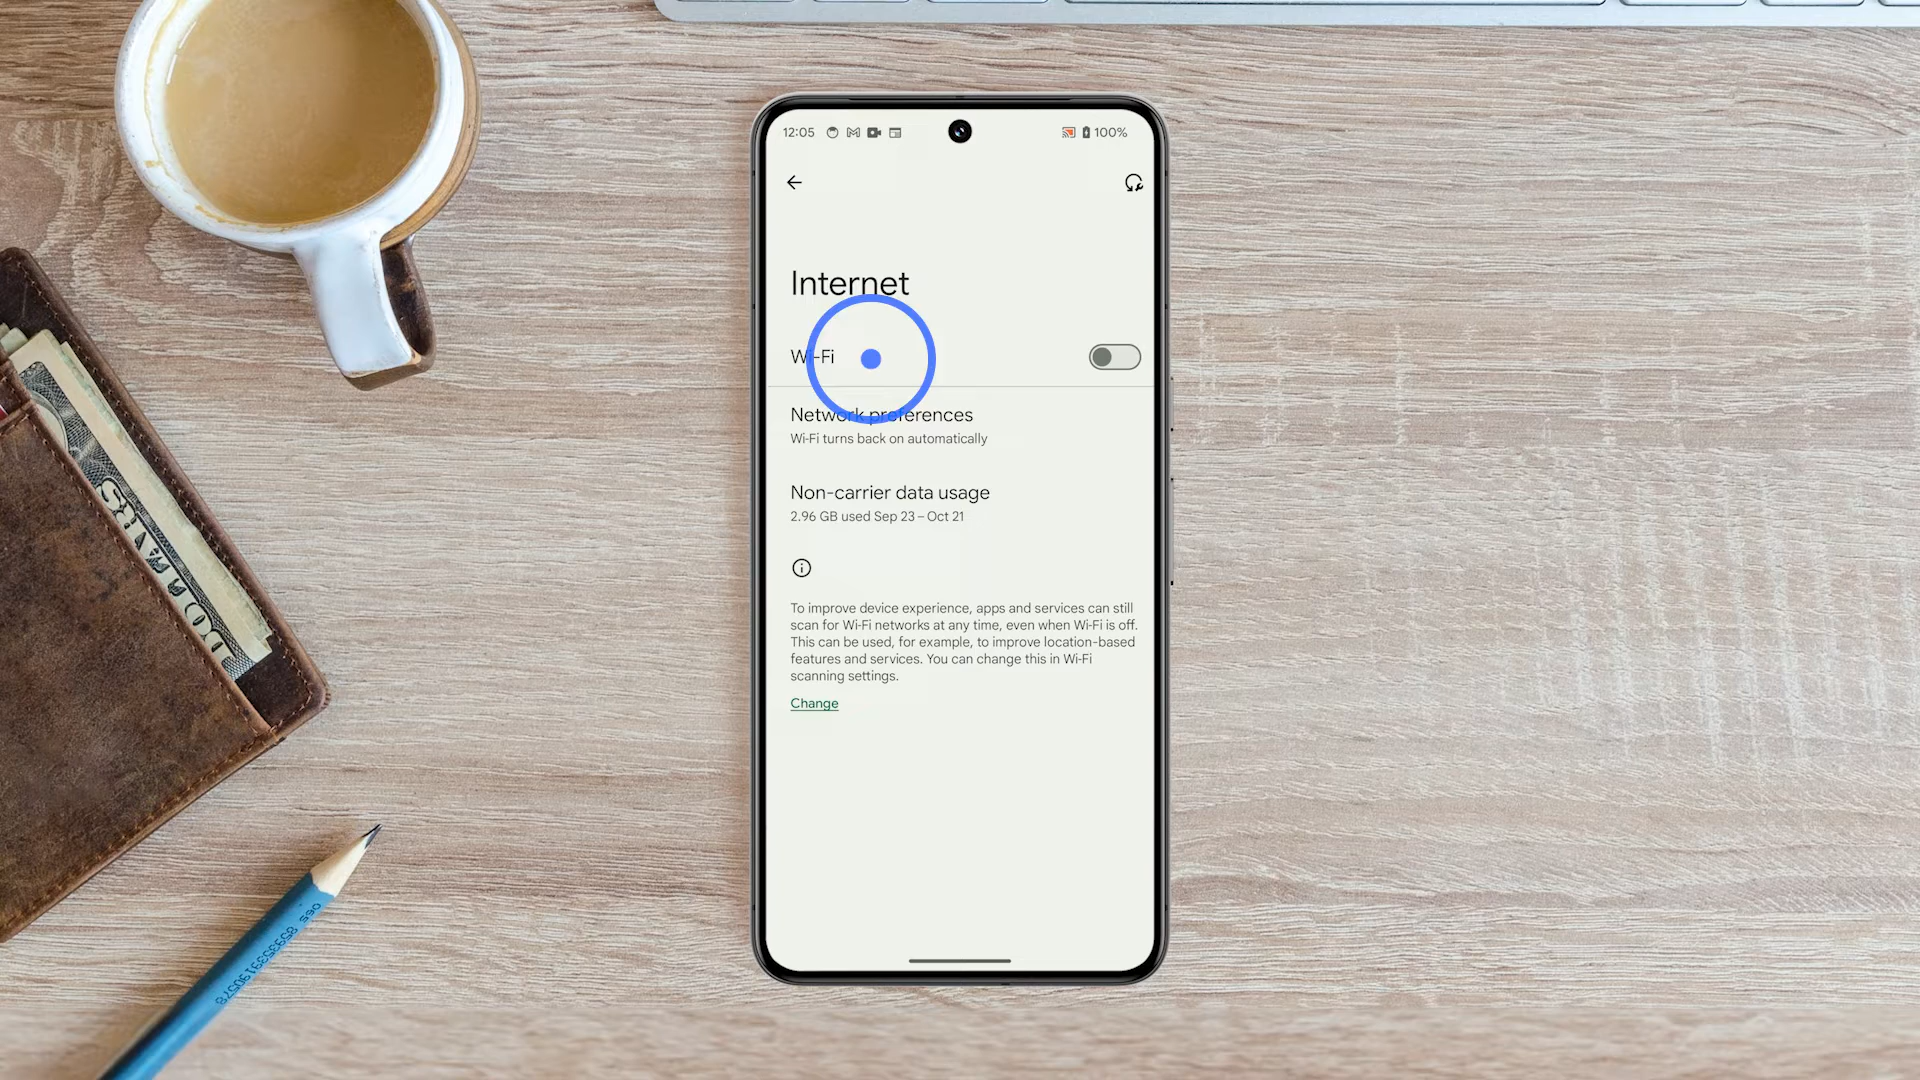 12:05
100%
Internet
Wi-Fi
Network preferences
Wi-Fi turns back on automatically
Non-carrier data usage
2.96 GB used Sep 23 – Oct 21
To improve device experience, apps and services can still
scan for Wi-Fi networks at any time, even when Wi-Fi is off.
This can be used, for example, to improve location-based
features and services. You can change this in Wi-Fi
scanning settings.
Change